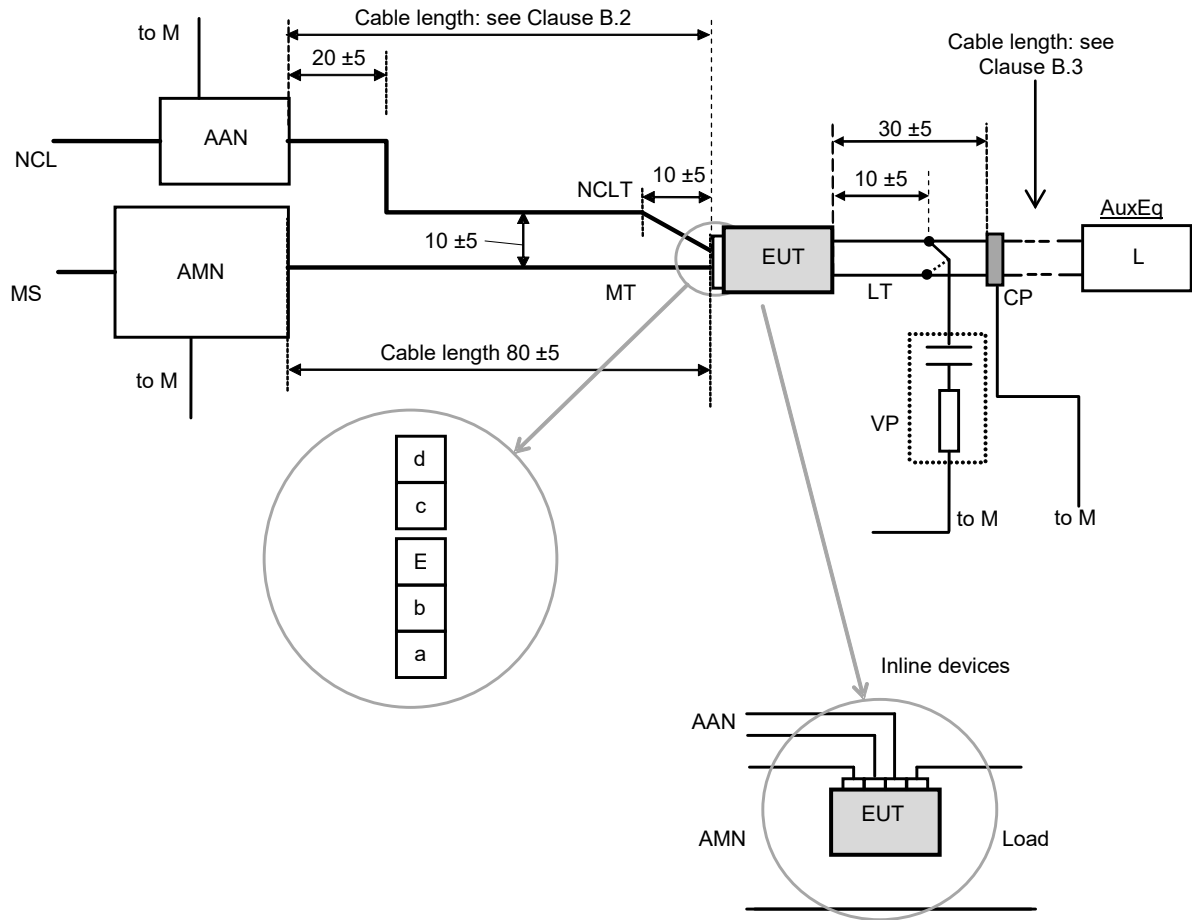 Cable length: see Clause B.2
to M
20 ±5
Cable length: see
Clause B.3
AAN
NCL
30 ±5
NCLT
10 ±5
10 ±5
AuxEq
10 ±5
AMN
EUT
L
MS
MT
LT
CP
Cable length 80 ±5
to M
VP
d
c
E
b
a
to M
to M
Inline devices
AAN
EUT
AMN
Load